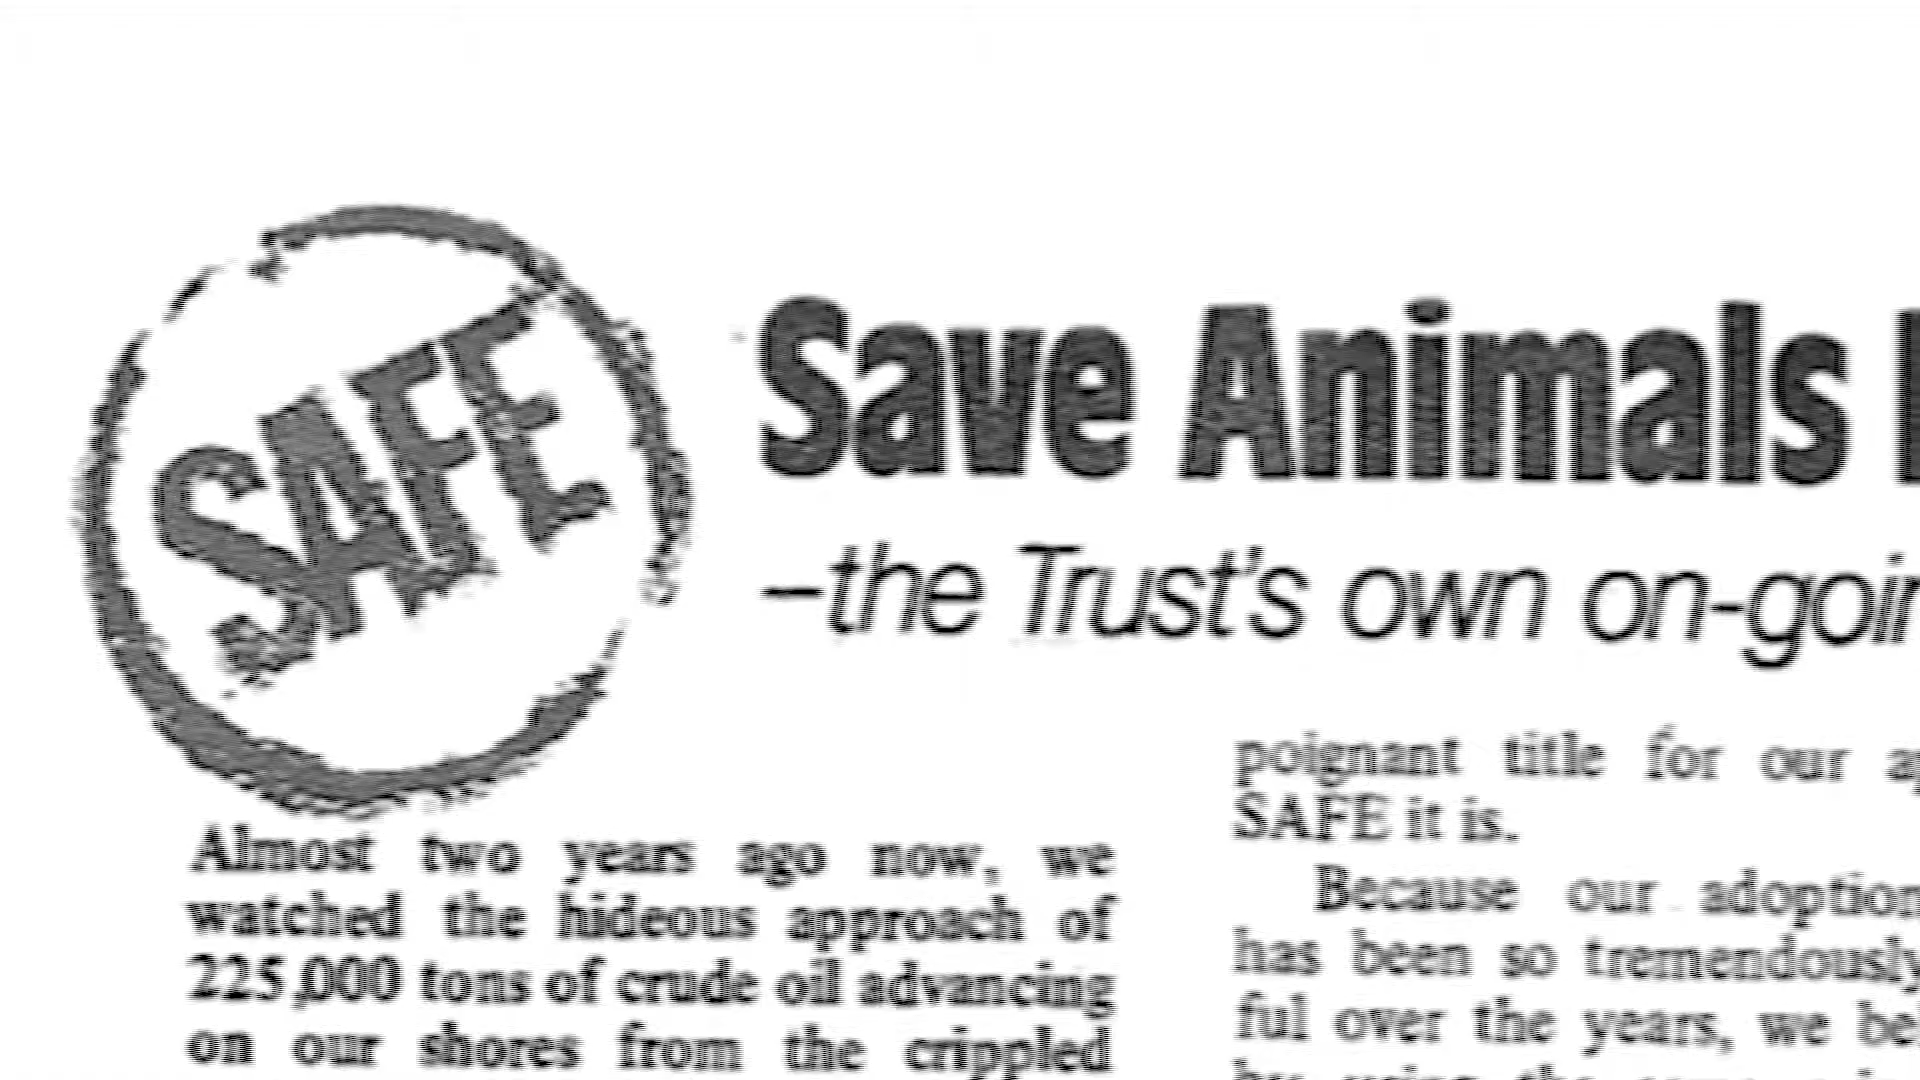 SAFE
Save Animals
–the Trust's own on-goin
Almost two years ago now, we
watched the hideous approach of
225,000 tons of crude oil advancing
on our shores from the crippled
poignant title for our
SAFE it is.
Because our adoption
has been so tremendously
ful over the years, we